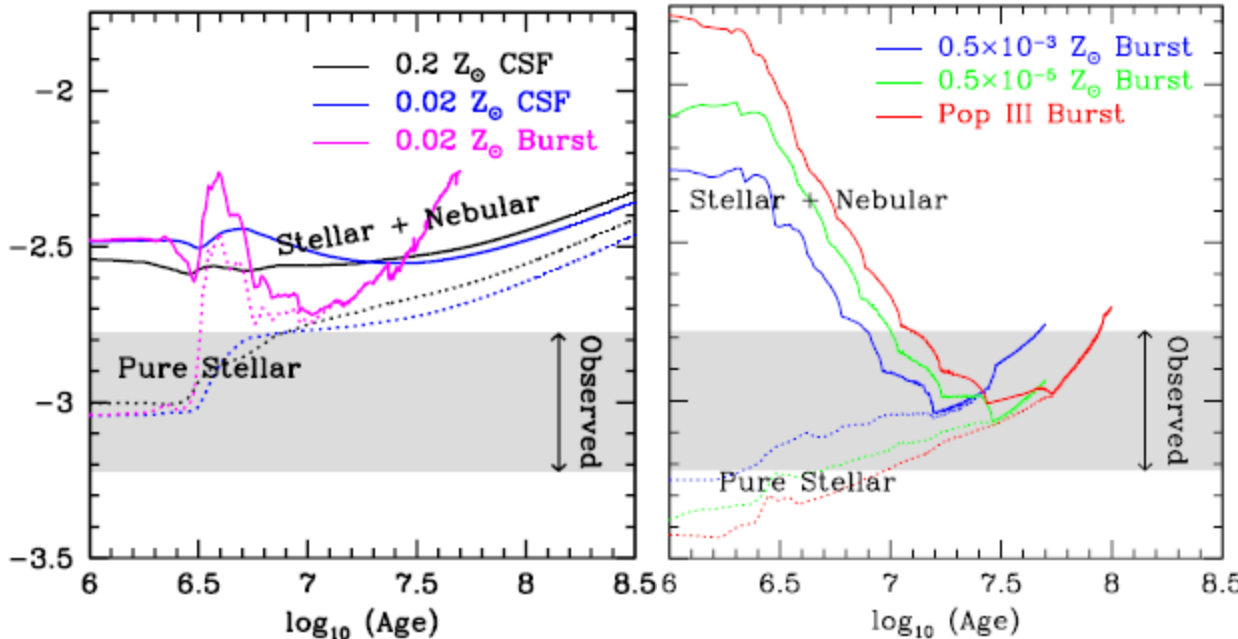 0.2 Z⊙ CSF
0.02 Z⊙ CSF
0.02 Z⊙ Burst
Stellar + Nebular
Pure Stellar
Observed
-2
-2.5
-3
-3.5
6 6.5 7 7.5 8 8.5
log₁₀ (Age)
0.5×10⁻³ Z⊙ Burst
0.5×10⁻⁵ Z⊙ Burst
Pop III Burst
Stellar + Nebular
Pure Stellar
Observed
6 6.5 7 7.5 8 8.5
log₁₀ (Age)